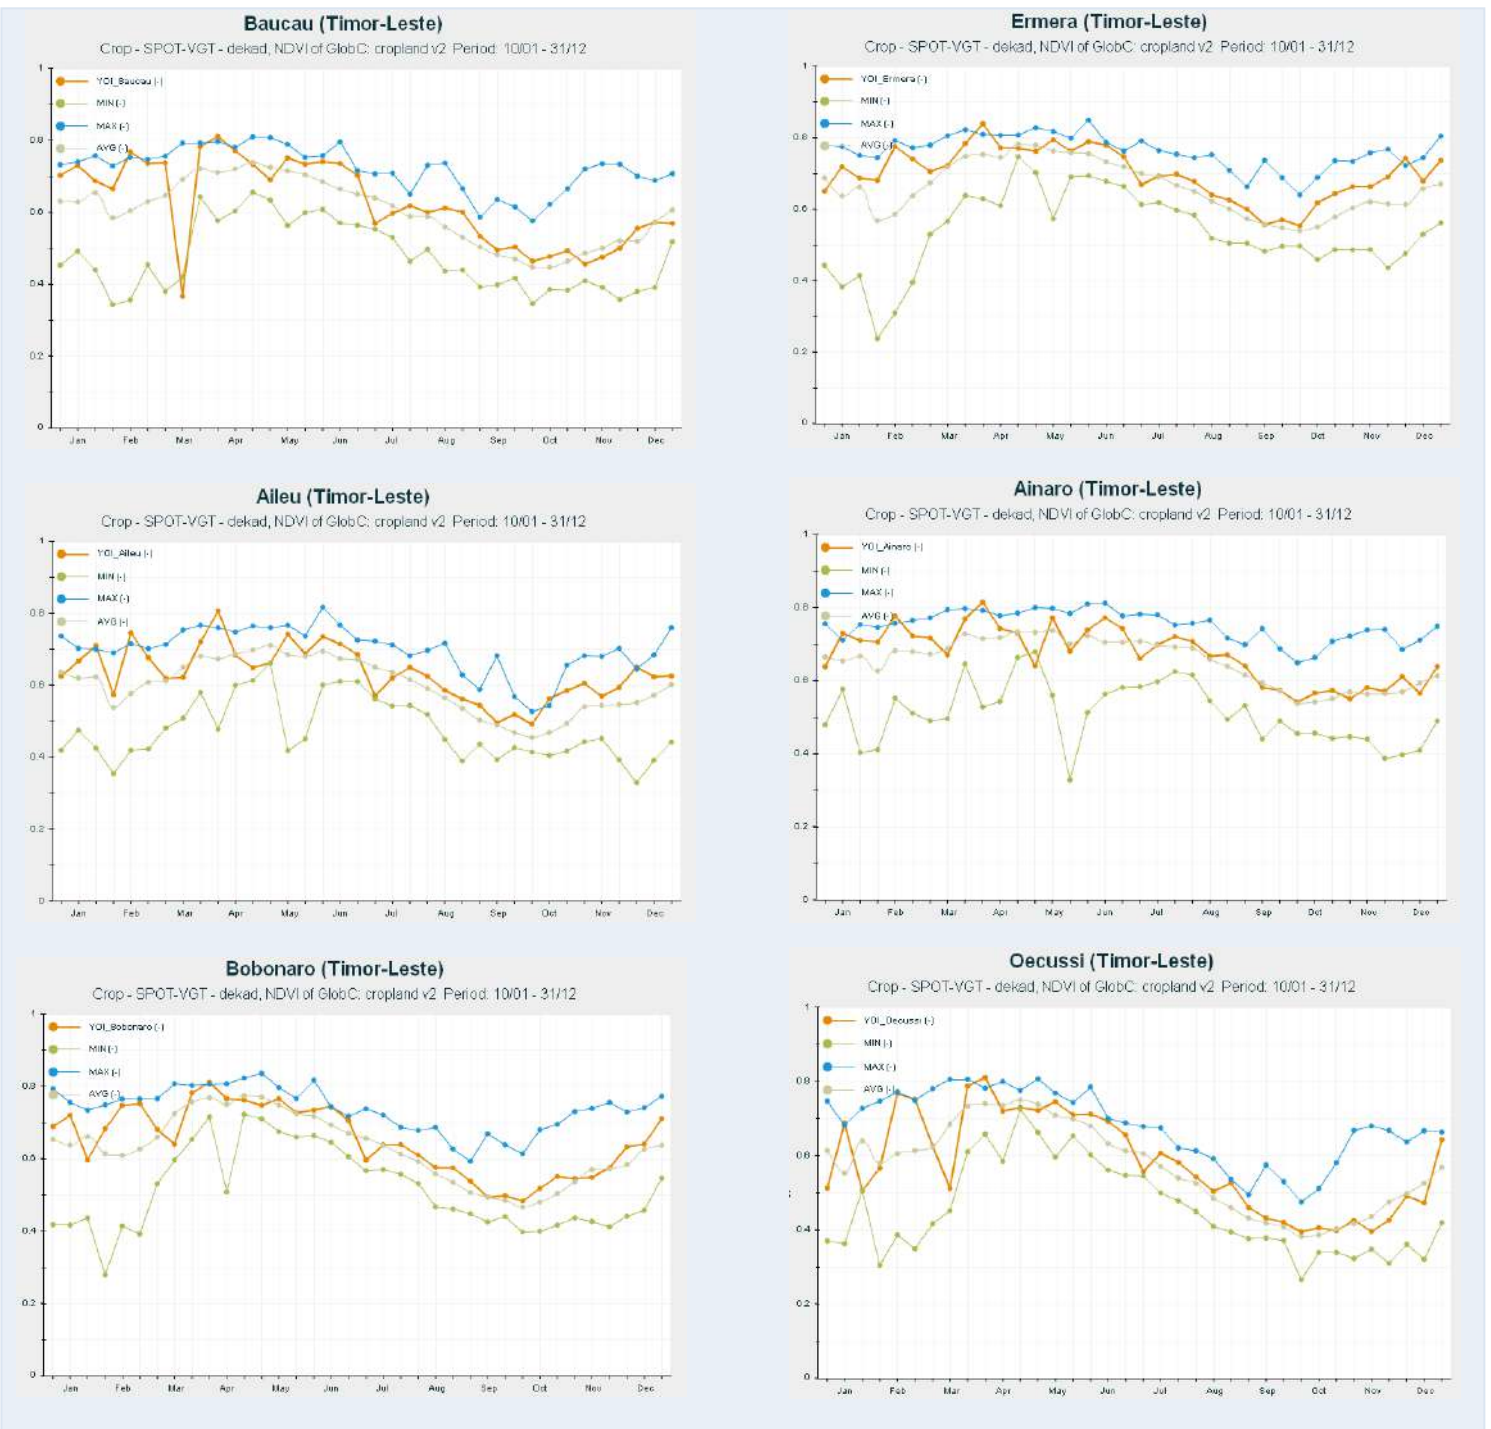 Baucau (Timor-Leste)
Crop - SPOT-VGT - dekad, NDVI of GlobC: cropland v2 Period: 10/01 - 31/12
1
YOI_Baucau (-)
MIN (-)
MAX (-)
AVG (-)
0.8
0.6
0.4
0.2
0
Jan Feb Mar Apr May Jun Jul Aug Sep Oct Nov Dec
Ermera (Timor-Leste)
Crop - SPOT-VGT - dekad, NDVI of GlobC: cropland v2 Period: 10/01 - 31/12
1
YOI_Ermera (-)
MIN (-)
MAX (-)
AVG (-)
0.8
0.6
0.4
0.2
0
Jan Feb Mar Apr May Jun Jul Aug Sep Oct Nov Dec
Aileu (Timor-Leste)
Crop - SPOT-VGT - dekad, NDVI of GlobC: cropland v2 Period: 10/01 - 31/12
1
YOI_Aileu (-)
MIN (-)
MAX (-)
AVG (-)
0.8
0.6
0.4
0.2
0
Jan Feb Mar Apr May Jun Jul Aug Sep Oct Nov Dec
Ainaro (Timor-Leste)
Crop - SPOT-VGT - dekad, NDVI of GlobC: cropland v2 Period: 10/01 - 31/12
1
YOI_Ainaro (-)
MIN (-)
MAX (-)
AVG (-)
0.8
0.6
0.4
0.2
0
Jan Feb Mar Apr May Jun Jul Aug Sep Oct Nov Dec
Bobonaro (Timor-Leste)
Crop - SPOT-VGT - dekad, NDVI of GlobC: cropland v2 Period: 10/01 - 31/12
1
YOI_Bobonaro (-)
MIN (-)
MAX (-)
AVG (-)
0.8
0.6
0.4
0.2
0
Jan Feb Mar Apr May Jun Jul Aug Sep Oct Nov Dec
Oecussi (Timor-Leste)
Crop - SPOT-VGT - dekad, NDVI of GlobC: cropland v2 Period: 10/01 - 31/12
1
YOI_Oecussi (-)
MIN (-)
MAX (-)
AVG (-)
0.8
0.6
0.4
0.2
0
Jan Feb Mar Apr May Jun Jul Aug Sep Oct Nov Dec